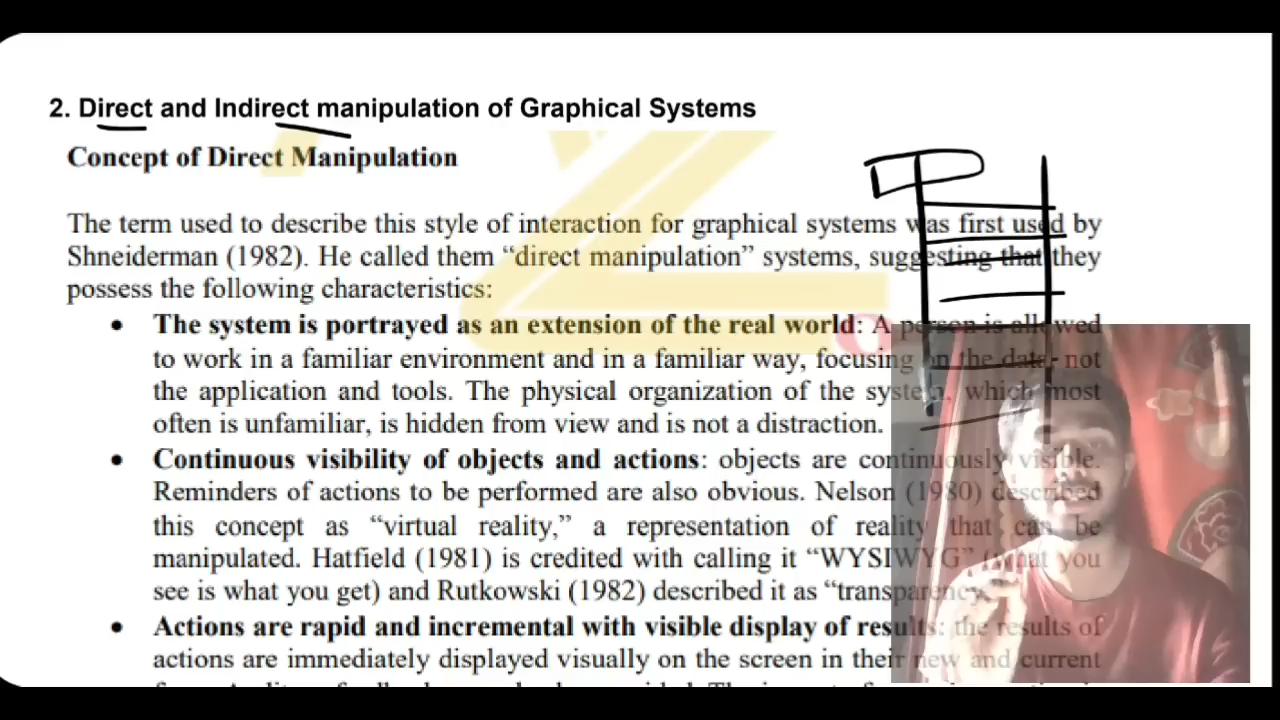 2. Direct and Indirect manipulation of Graphical Systems
Concept of Direct Manipulation
The term used to describe this style of interaction for graphical systems was first used by
Shneiderman (1982). He called them “direct manipulation” systems, suggesting that they
possess the following characteristics:
• The system is portrayed as an extension of the real world: A person is allowed
to work in a familiar environment and in a familiar way, focusing on the data, not
the application and tools. The physical organization of the system, which most
often is unfamiliar, is hidden from view and is not a distraction.
• Continuous visibility of objects and actions: objects are continuously visible.
Reminders of actions to be performed are also obvious. Nelson (1980) described
this concept as “virtual reality,” a representation of reality that can be
manipulated. Hatfield (1981) is credited with calling it “WYSIWYG” (what you
see is what you get) and Rutkowski (1982) described it as “transparency.
• Actions are rapid and incremental with visible display of results: the results of
actions are immediately displayed visually on the screen in their new and current